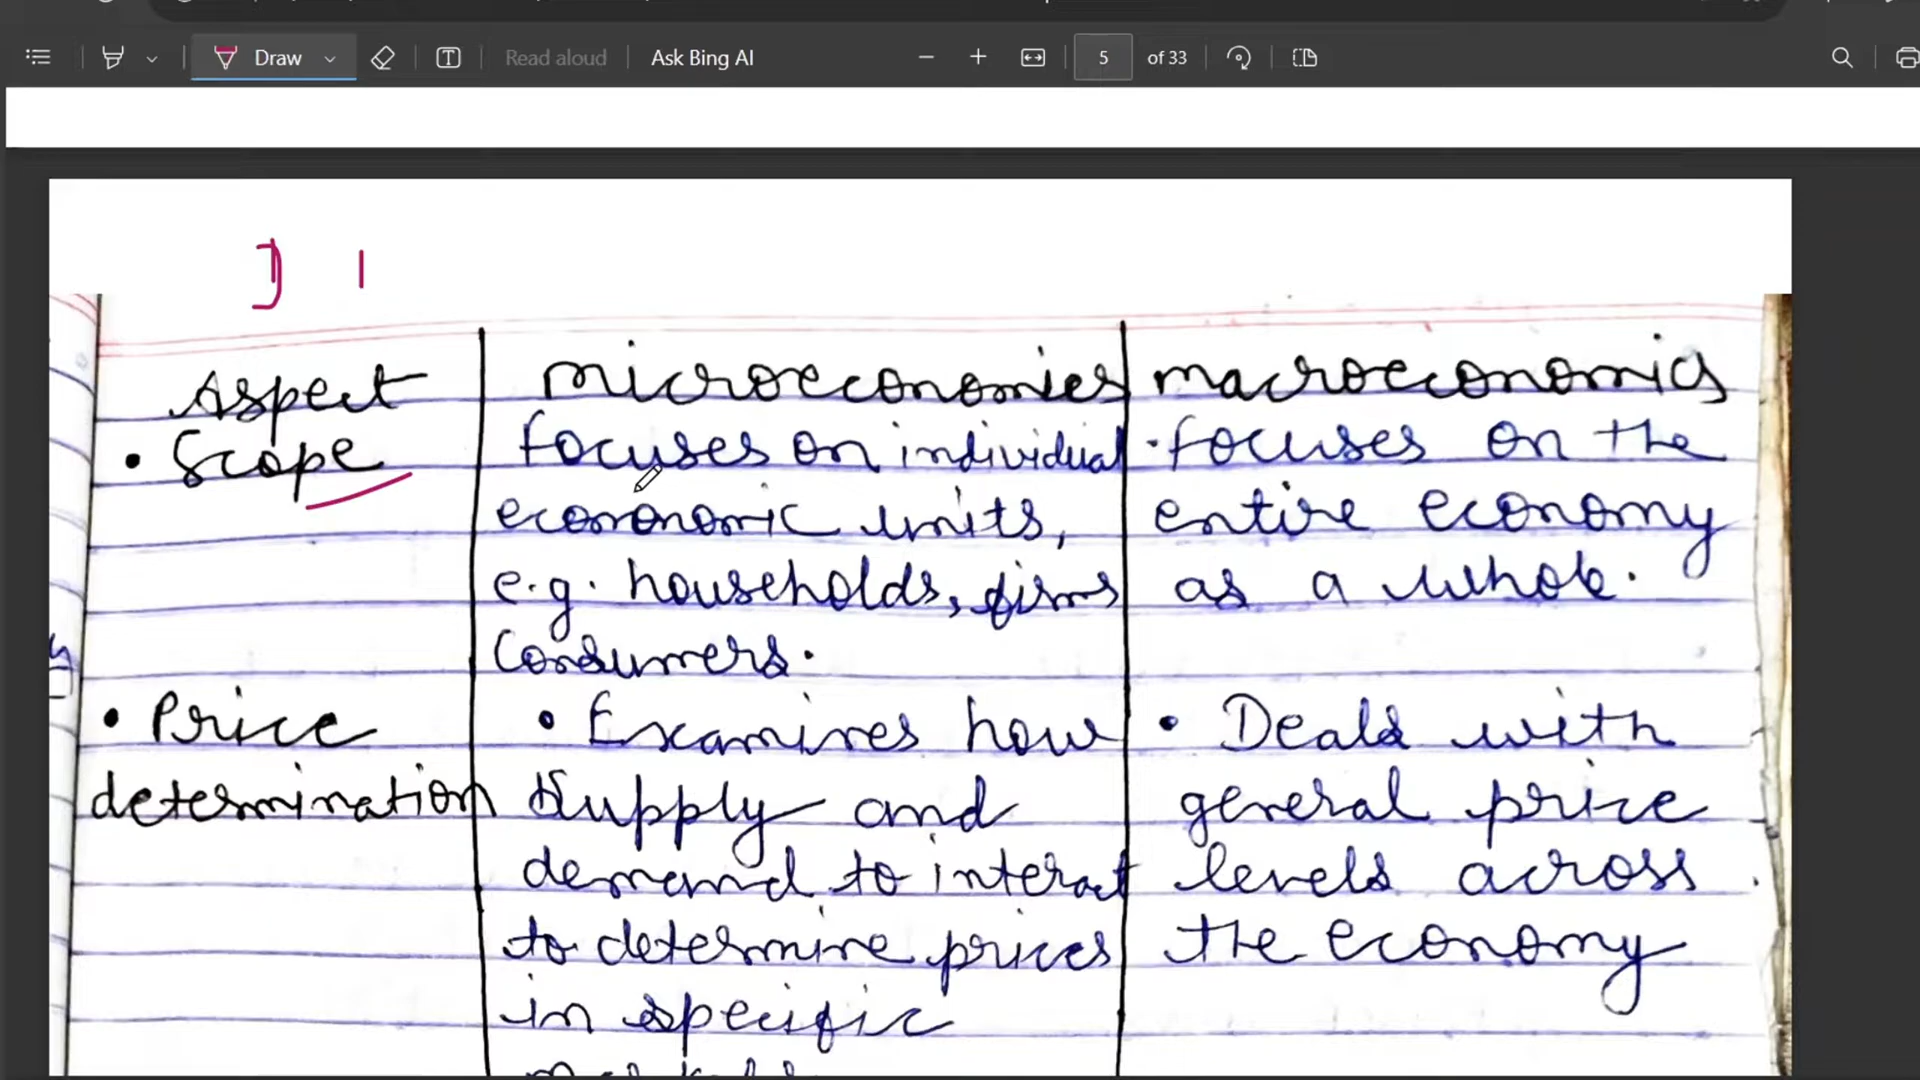 Draw
Read aloud
Ask Bing AI
5 of 33
Aspect microeconomics macroeconomics
• Scope focuses on individual • focuses on the
economic units, entire economy
e.g. households, firms as a whole.
Consumers.
• Price • Examines how • Deals with
determination Supply and general price
demand to interact levels across
to determine prices the economy
in specific